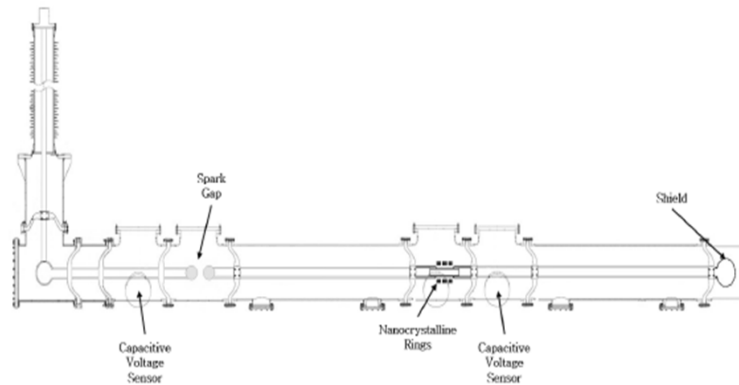 Spark
Gap
Shield
Nanocrystalline
Rings
Capacitive
Voltage
Sensor
Capacitive
Voltage
Sensor